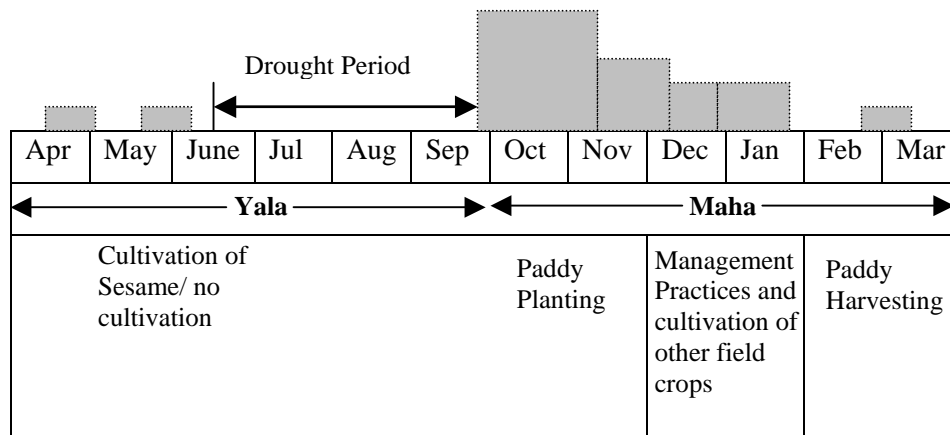 Drought Period
Apr May June Jul Aug Sep Oct Nov Dec Jan Feb Mar
Yala Maha
Cultivation of
Sesame/ no
cultivation
Paddy
Planting
Management
Practices and
cultivation of
other field
crops
Paddy
Harvesting